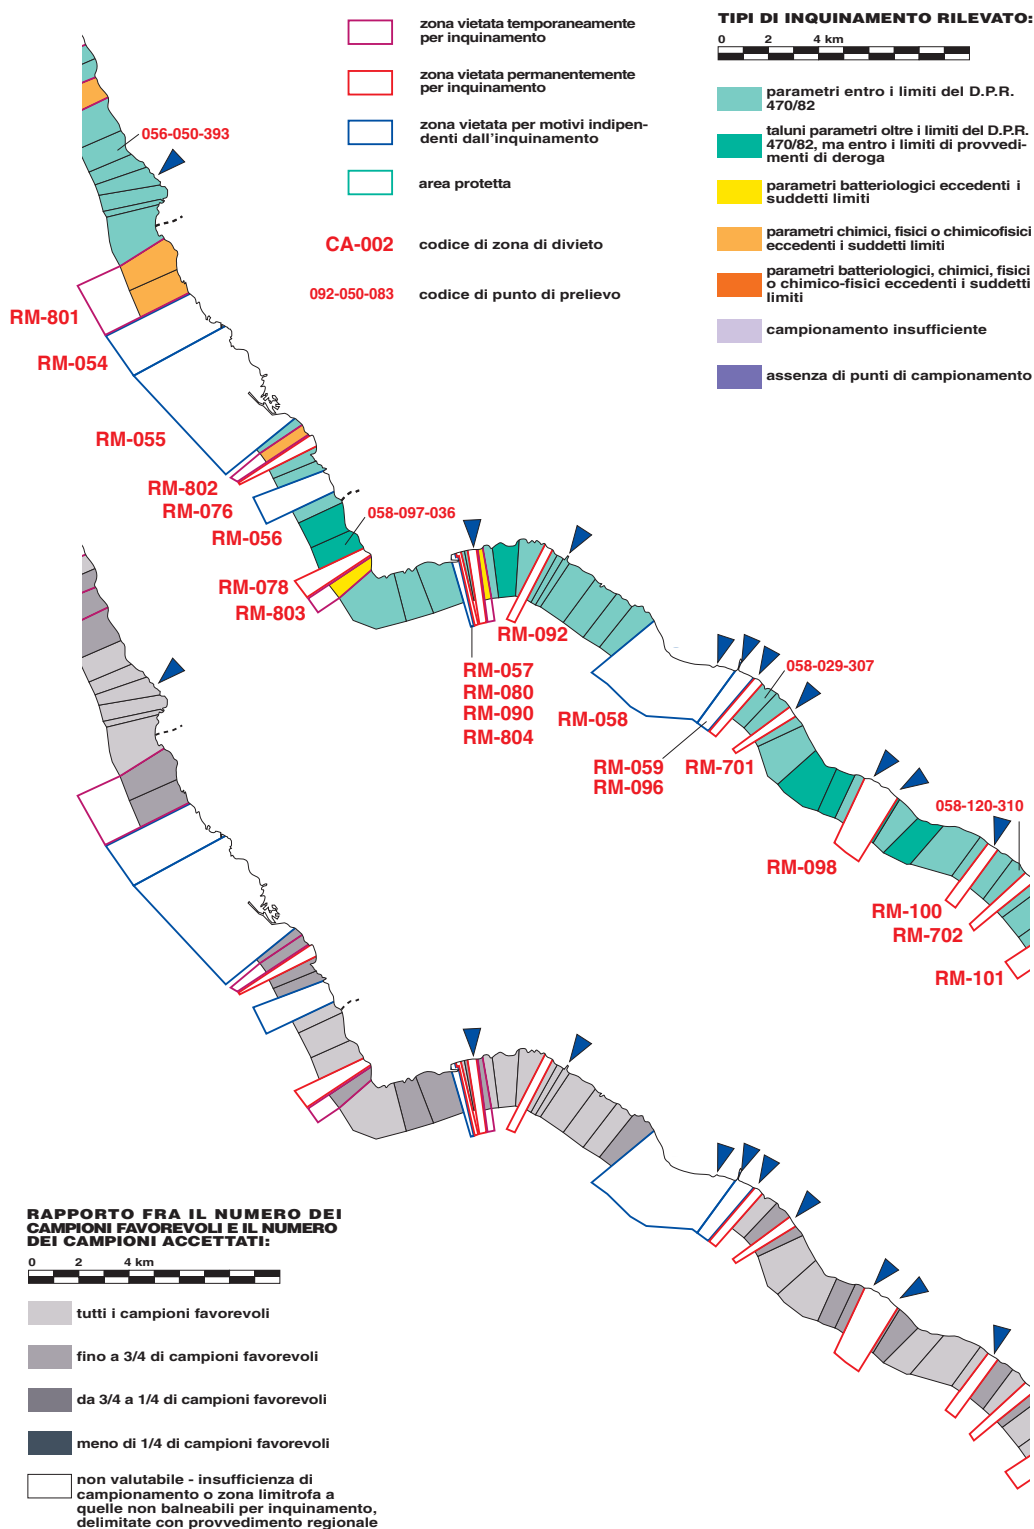 zona vietata temporaneamente
per inquinamento
zona vietata permanentemente
per inquinamento
zona vietata per motivi indipen-
denti dall'inquinamento
area protetta
CA-002 codice di zona di divieto
092-050-083 codice di punto di prelievo
TIPI DI INQUINAMENTO RILEVATO:
0 2 4 km
parametri entro i limiti del D.P.R.
470/82
taluni parametri oltre i limiti del D.P.R.
470/82, ma entro i limiti di provvedi-
menti di deroga
parametri batteriologici eccedenti i
suddetti limiti
parametri chimici, fisici o chimicofisici
eccedenti i suddetti limiti
parametri batteriologici, chimici, fisici
o chimico-fisici eccedenti i suddetti
limiti
campionamento insufficiente
assenza di punti di campionamento
056-050-393
RM-801
RM-054
RM-055
RM-802
RM-076
RM-056
058-097-036
RM-078
RM-803
RM-092
RM-057
RM-080
RM-090
RM-804
RM-058
058-029-307
RM-059
RM-096
RM-701
058-120-310
RM-098
RM-100
RM-702
RM-101
RAPPORTO FRA IL NUMERO DEI
CAMPIONI FAVOREVOLI E IL NUMERO
DEI CAMPIONI ACCETTATI:
0 2 4 km
tutti i campioni favorevoli
fino a 3/4 di campioni favorevoli
da 3/4 a 1/4 di campioni favorevoli
meno di 1/4 di campioni favorevoli
non valutabile - insufficienza di
campionamento o zona limitrofa a
quelle non balneabili per inquinamento,
delimitate con provvedimento regionale